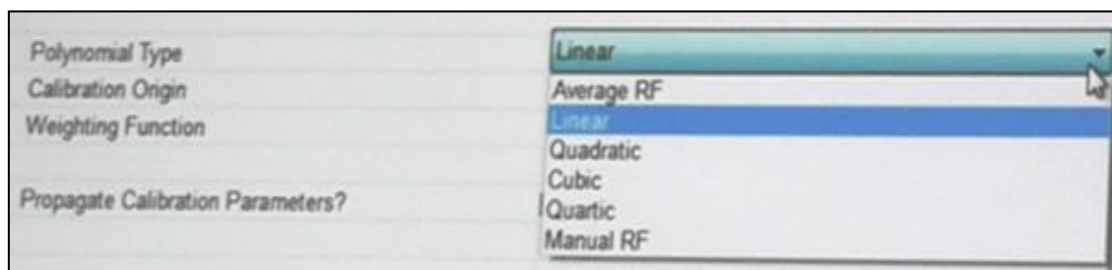 Polynomial Type
Linear
Calibration Origin
Average RF
Weighting Function
Linear
Quadratic
Cubic
Propagate Calibration Parameters?
Quartic
Manual RF